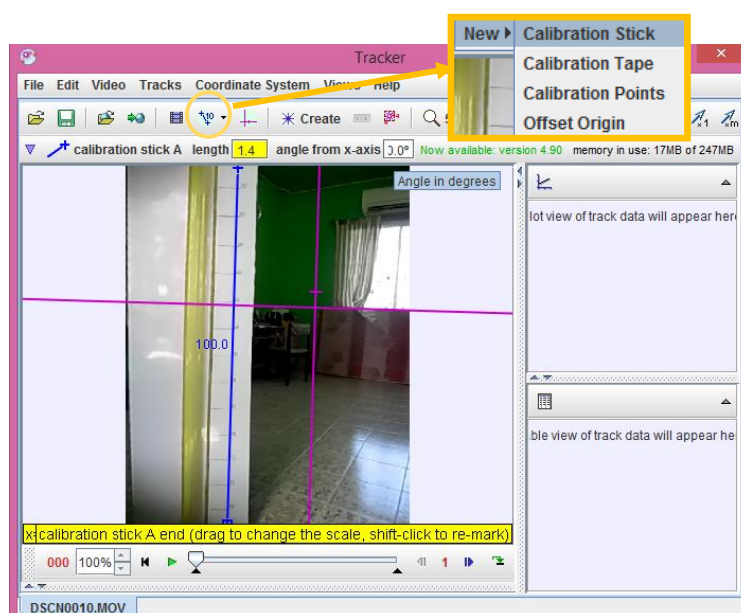 New
Calibration Stick
Calibration Tape
Calibration Points
Offset Origin
Tracker
File Edit Video Tracks Coordinate System Views Help
Create
calibration stick A length 1.4 angle from x-axis 0.0° Now available: version 4.90 memory in use: 17MB of 247MB
Angle in degrees
lot view of track data will appear here
100.0
ble view of track data will appear he
calibration stick A end (drag to change the scale, shift-click to re-mark)
000 100% 1
DSCN0010.MOV